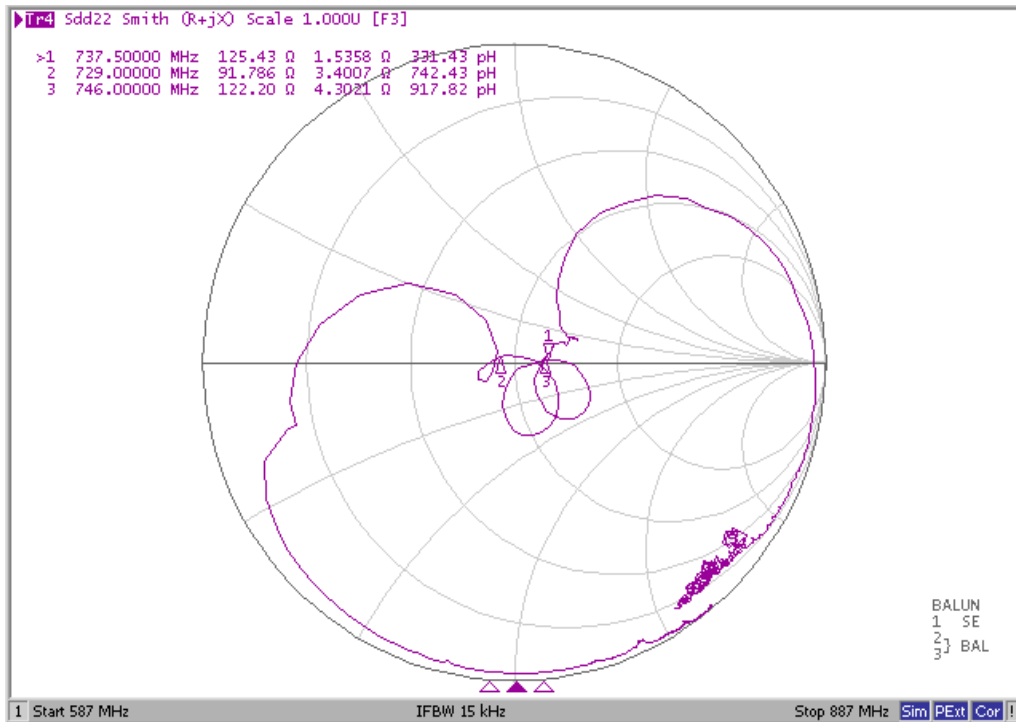 Tr4 Sdd22 Smith (R+jX) Scale 1.000U [F3]
>1 737.50000 MHz 125.43 Ω 1.5358 Ω 331.43 pH
2 729.00000 MHz 91.786 Ω 3.4007 Ω 742.43 pH
3 746.00000 MHz 122.20 Ω 4.3021 Ω 917.82 pH
1
2
3
BALUN
1 SE
2
3} BAL
1 Start 587 MHz IFBW 15 kHz Stop 887 MHz Sim PExt Cor !